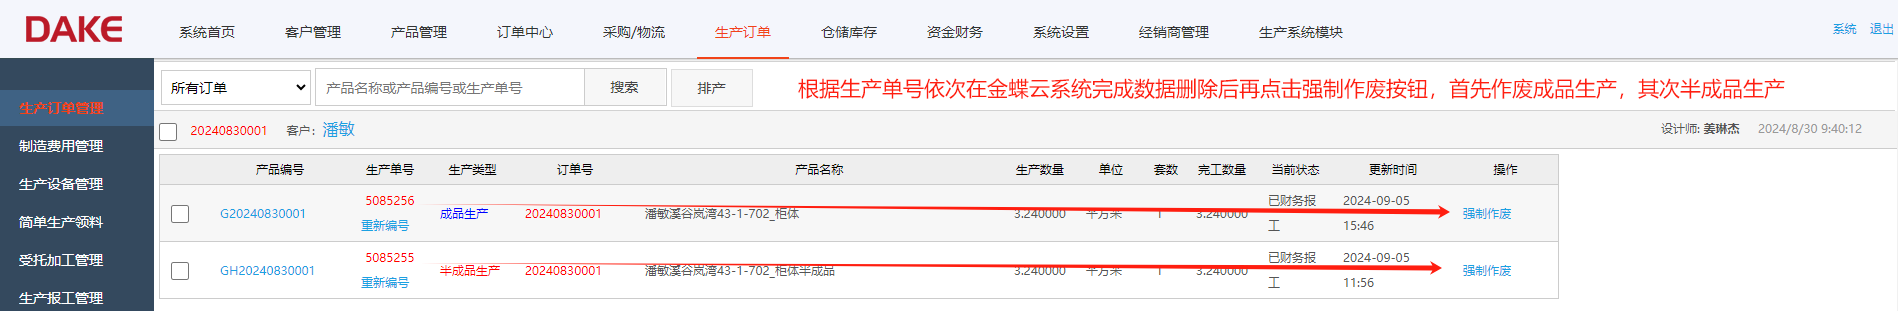 DAKE
系统首页 客户管理 产品管理 订单中心 采购/物流 生产订单 仓储库存 资金财务 系统设置 经销商管理 生产系统模块
系统 退出
生产订单管理
制造费用管理
生产设备管理
简单生产领料
受托加工管理
生产报工管理
所有订单 产品名称或产品编号或生产单号 搜索 排产
根据生产单号依次在金蝶云系统完成数据删除后再点击强制作废按钮，首先作废成品生产，其次半成品生产
20240830001 客户： 潘敏 设计师: 姜琳杰 2024/8/30 9:40:12
产品编号 生产单号 生产类型 订单号 产品名称 生产数量 单位 套数 完工数量 当前状态 更新时间 操作
G20240830001 5085256 重新编号 成品生产 20240830001 潘敏溪谷岚湾43-1-702_柜体 3.240000 平方米 1 3.240000 已财务报工 2024-09-05 15:46 强制作废
GH20240830001 5085255 重新编号 半成品生产 20240830001 潘敏溪谷岚湾43-1-702_柜体半成品 3.240000 平方米 1 3.240000 已财务报工 2024-09-05 11:56 强制作废